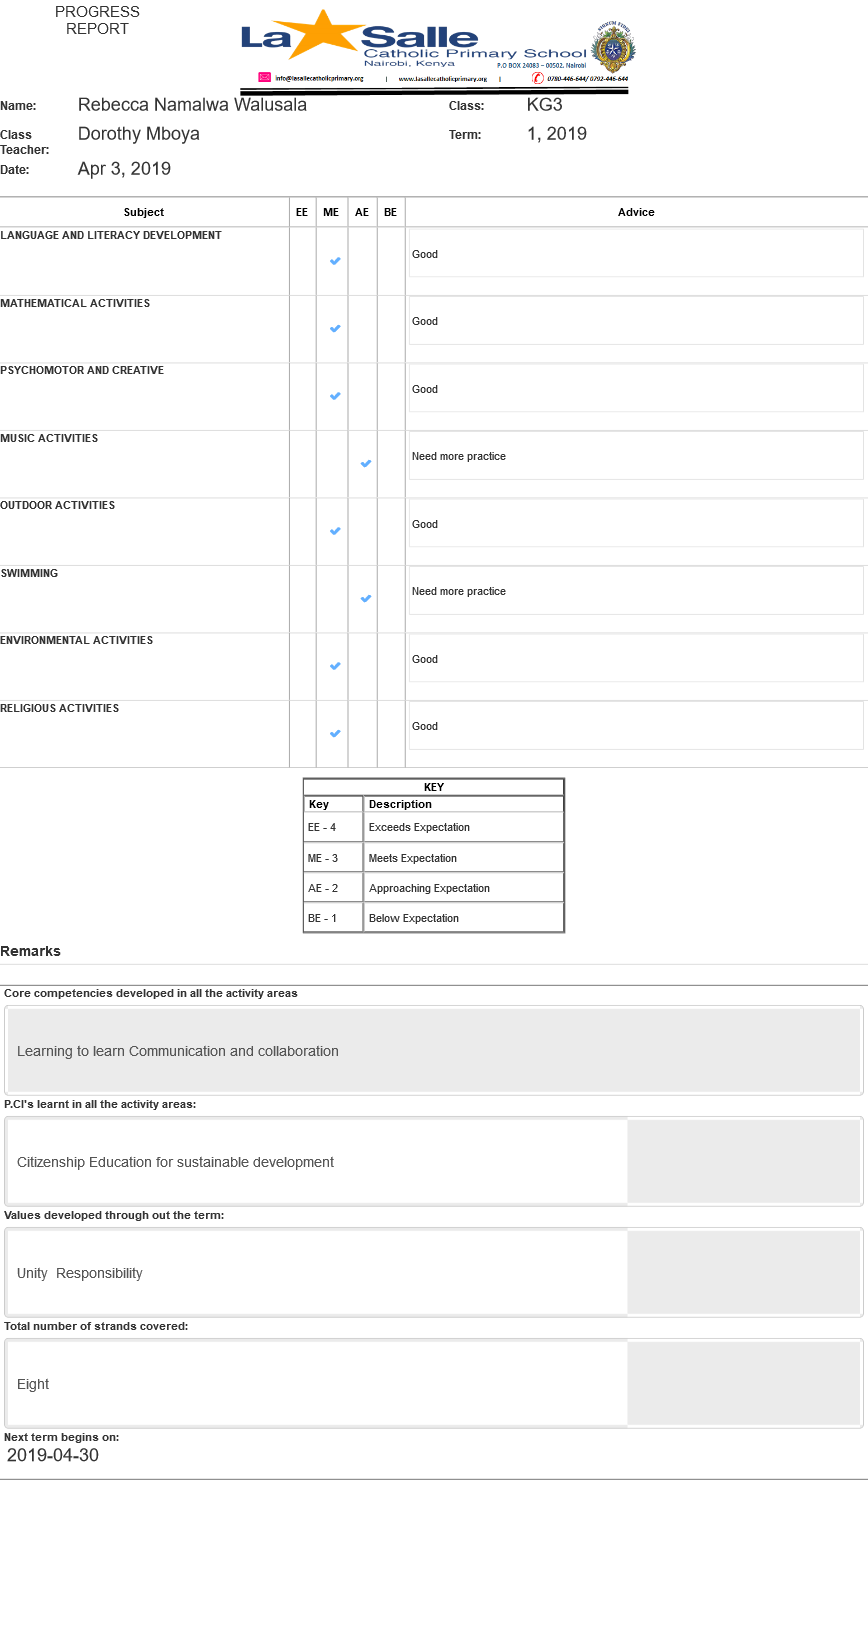 PROGRESS
REPORT
La Salle
Catholic Primary School
Nairobi, Kenya
P.O BOX 24083 – 00502, Nairobi
info@lasallecatholicprimary.org | www.lasallecatholicprimary.org | 0780-446-644/ 0792-446-644
Name: Rebecca Namalwa Walusala Class: KG3
Class Teacher: Dorothy Mboya Term: 1, 2019
Date: Apr 3, 2019
Subject EE ME AE BE Advice
LANGUAGE AND LITERACY DEVELOPMENT ✔ Good
MATHEMATICAL ACTIVITIES ✔ Good
PSYCHOMOTOR AND CREATIVE ✔ Good
MUSIC ACTIVITIES ✔ Need more practice
OUTDOOR ACTIVITIES ✔ Good
SWIMMING ✔ Need more practice
ENVIRONMENTAL ACTIVITIES ✔ Good
RELIGIOUS ACTIVITIES ✔ Good
KEY
Key Description
EE - 4 Exceeds Expectation
ME - 3 Meets Expectation
AE - 2 Approaching Expectation
BE - 1 Below Expectation
Remarks
Core competencies developed in all the activity areas
Learning to learn Communication and collaboration
P.CI's learnt in all the activity areas:
Citizenship Education for sustainable development
Values developed through out the term:
Unity  Responsibility
Total number of strands covered:
Eight
Next term begins on:
2019-04-30